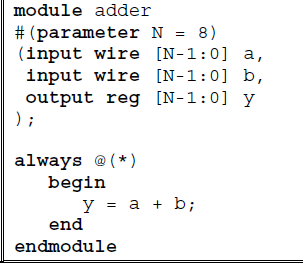 module adder
#(parameter N = 8)
(input wire [N-1:0] a,
 input wire [N-1:0] b,
 output reg [N-1:0] y
);

always @(*)
   begin
      y = a + b;
   end
endmodule